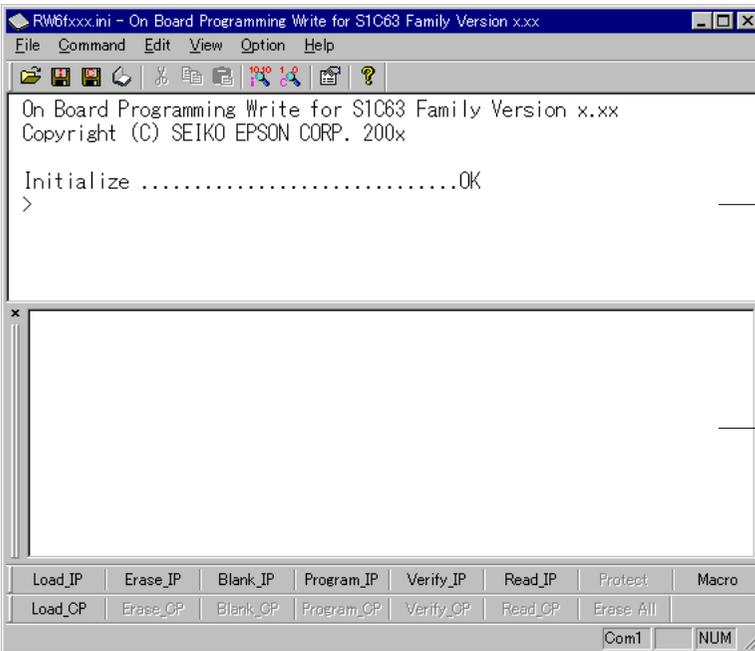 RW6fxxx.ini - On Board Programming Write for S1C63 Family Version x.xx
File Command Edit View Option Help
On Board Programming Write for S1C63 Family Version x.xx
Copyright (C) SEIKO EPSON CORP. 200x
Initialize ..............................OK
>
Load_IP Erase_IP Blank_IP Program_IP Verify_IP Read_IP Protect Macro
Load_CP Erase_CP Blank_CP Program_CP Verify_CP Read_CP Erase All
Com1 NUM